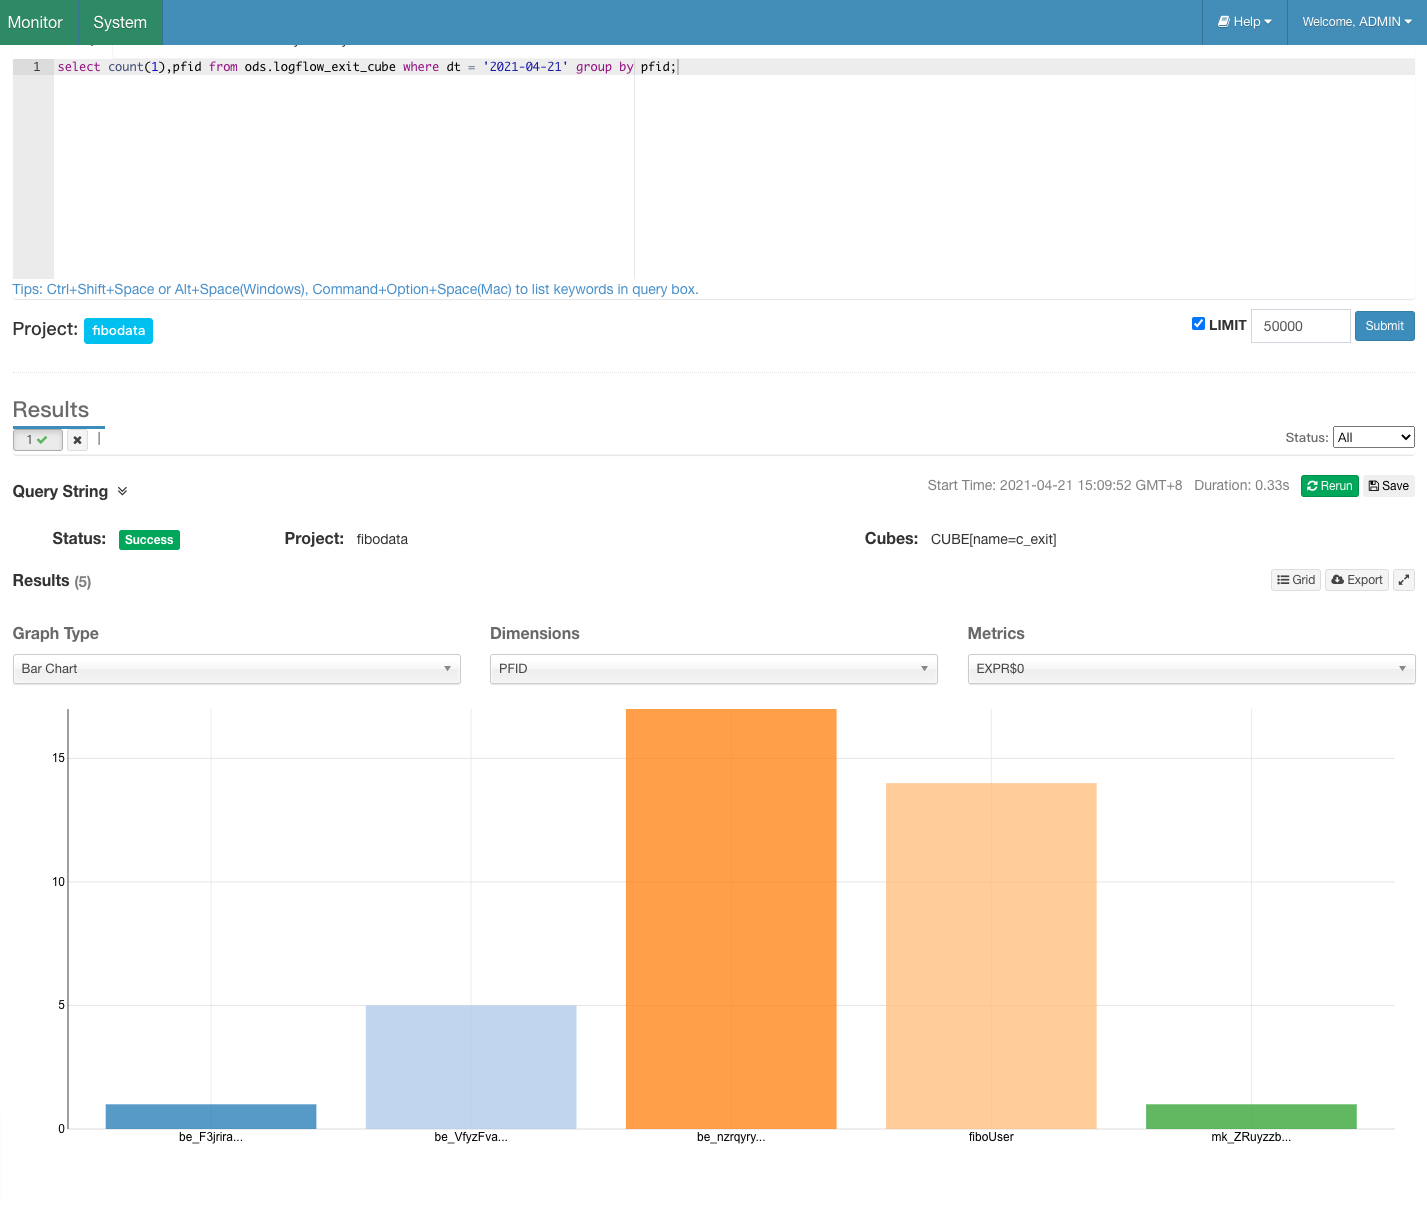 Monitor System Help Welcome, ADMIN
1 select count(1),pfid from ods.logflow_exit_cube where dt = '2021-04-21' group by pfid;
Tips: Ctrl+Shift+Space or Alt+Space(Windows), Command+Option+Space(Mac) to list keywords in query box.
Project: fibodata LIMIT 50000 Submit
Results
1 Status: All
Query String Start Time: 2021-04-21 15:09:52 GMT+8 Duration: 0.33s Rerun Save
Status: Success Project: fibodata Cubes: CUBE[name=c_exit]
Results (5) Grid Export
Graph Type Dimensions Metrics
Bar Chart PFID EXPR$0
15
10
5
0
be_F3jrira... be_VfyzFva... be_nzrqyry... fiboUser mk_ZRuyzzb...